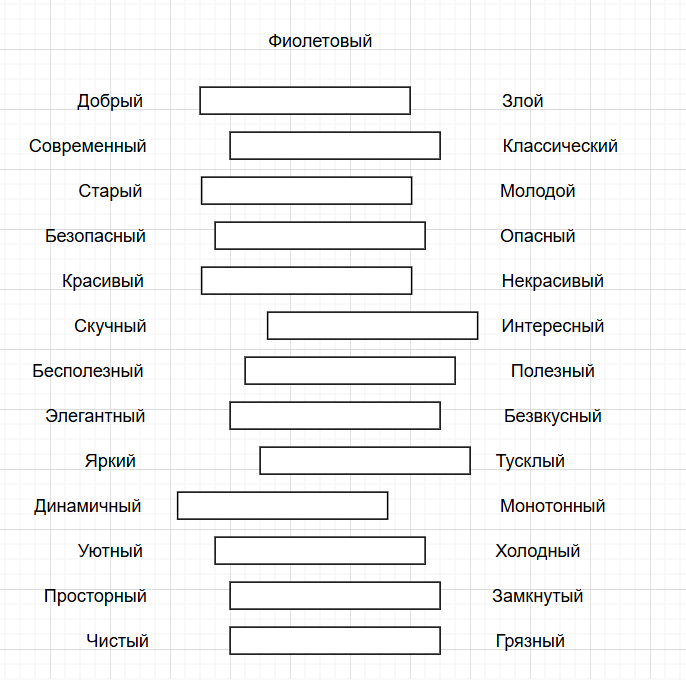 Фиолетовый
Добрый Злой
Современный Классический
Старый Молодой
Безопасный Опасный
Красивый Некрасивый
Скучный Интересный
Бесполезный Полезный
Элегантный Безвкусный
Яркий Тусклый
Динамичный Монотонный
Уютный Холодный
Просторный Замкнутый
Чистый Грязный